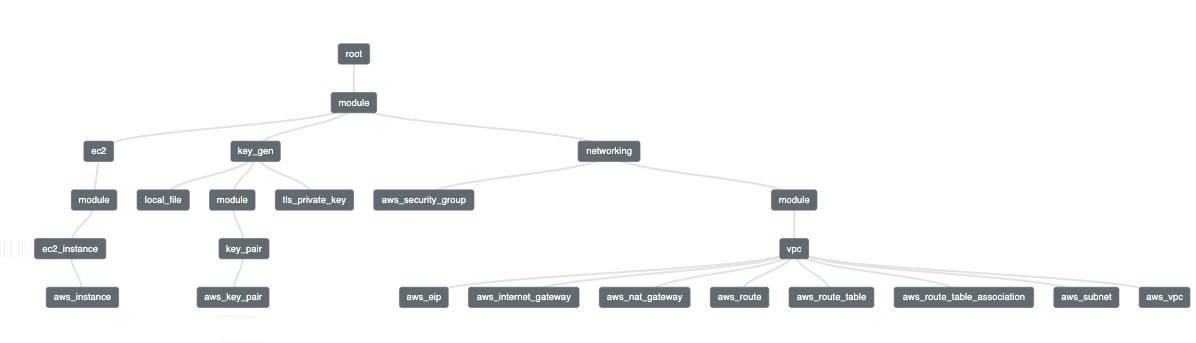 root
module
ec2
key_gen
networking
module
local_file
module
tls_private_key
aws_security_group
module
ec2_instance
key_pair
vpc
aws_instance
aws_key_pair
aws_eip
aws_internet_gateway
aws_nat_gateway
aws_route
aws_route_table
aws_route_table_association
aws_subnet
aws_vpc